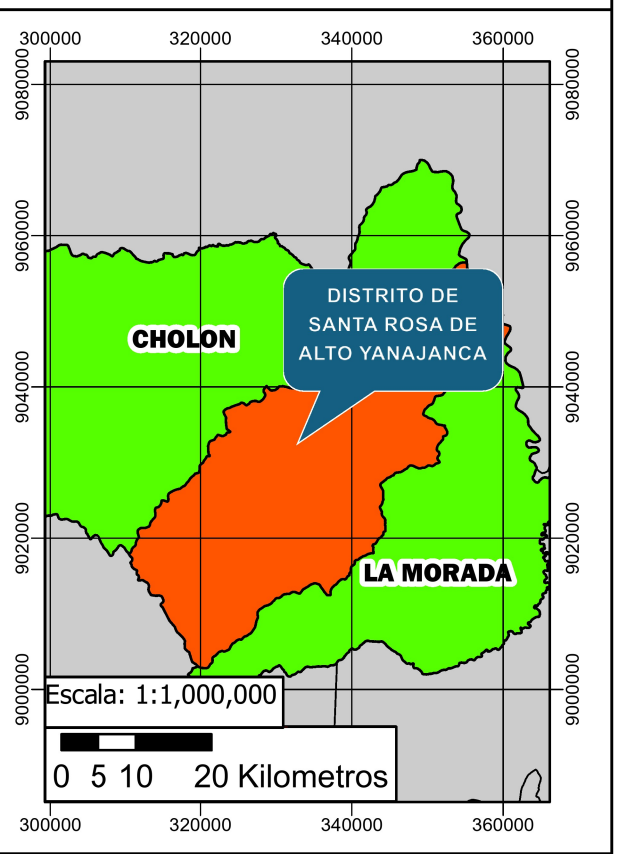 300000 320000 340000 360000
9080000 9080000
9060000 9060000
DISTRITO DE
SANTA ROSA DE
ALTO YANAJANCA
CHOLON
9040000 9040000
9020000 9020000
LA MORADA
9000000 9000000
Escala: 1:1,000,000
0 5 10 20 Kilometros
300000 320000 340000 360000